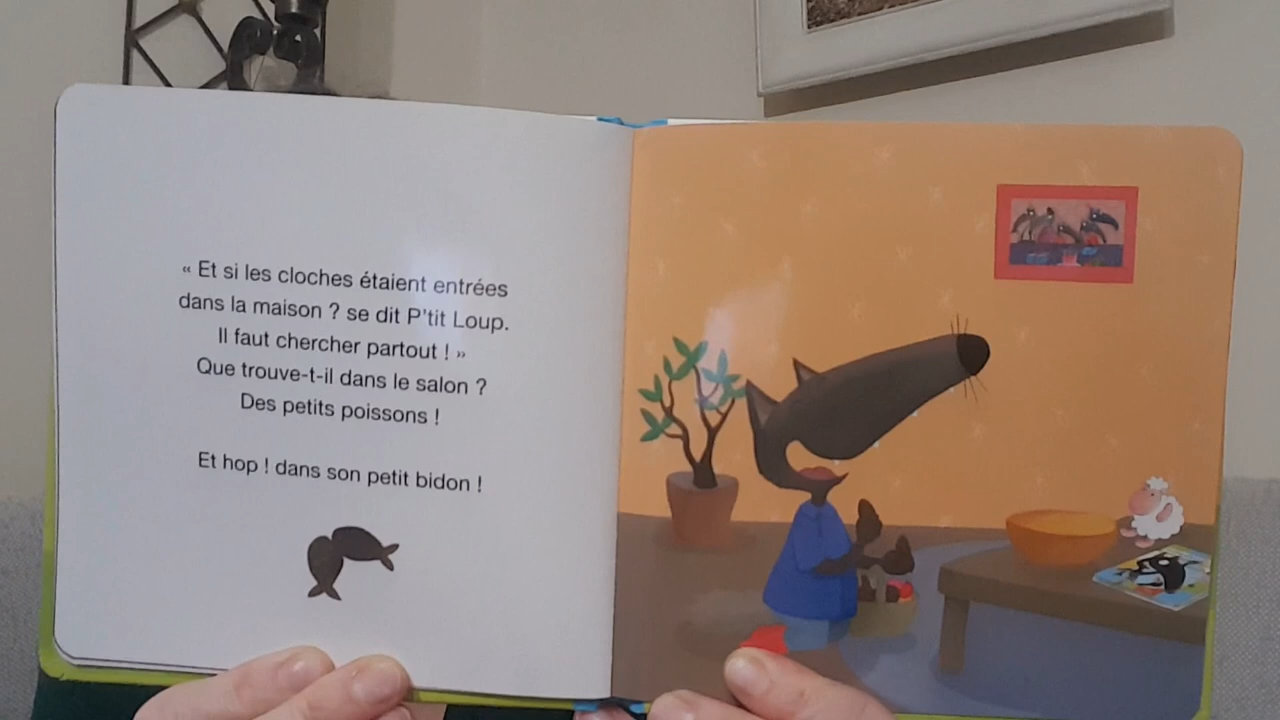 « Et si les cloches étaient entrées
dans la maison ? se dit P'tit Loup.
Il faut chercher partout ! »
Que trouve-t-il dans le salon ?
Des petits poissons !
Et hop ! dans son petit bidon !